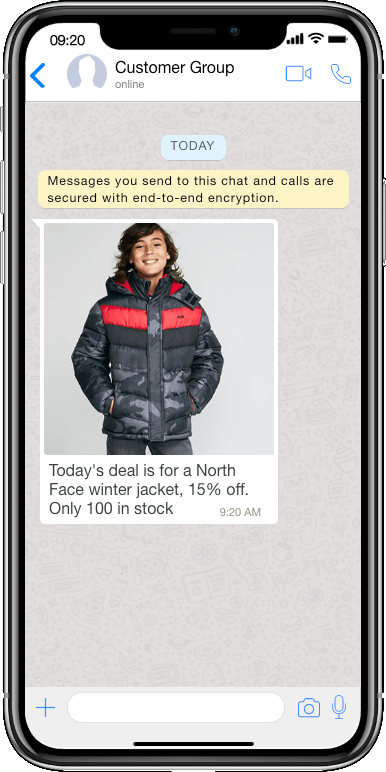 09:20
Customer Group
online
TODAY
Messages you send to this chat and calls are
secured with end-to-end encryption.
Today's deal is for a North
Face winter jacket, 15% off.
Only 100 in stock
9:20 AM